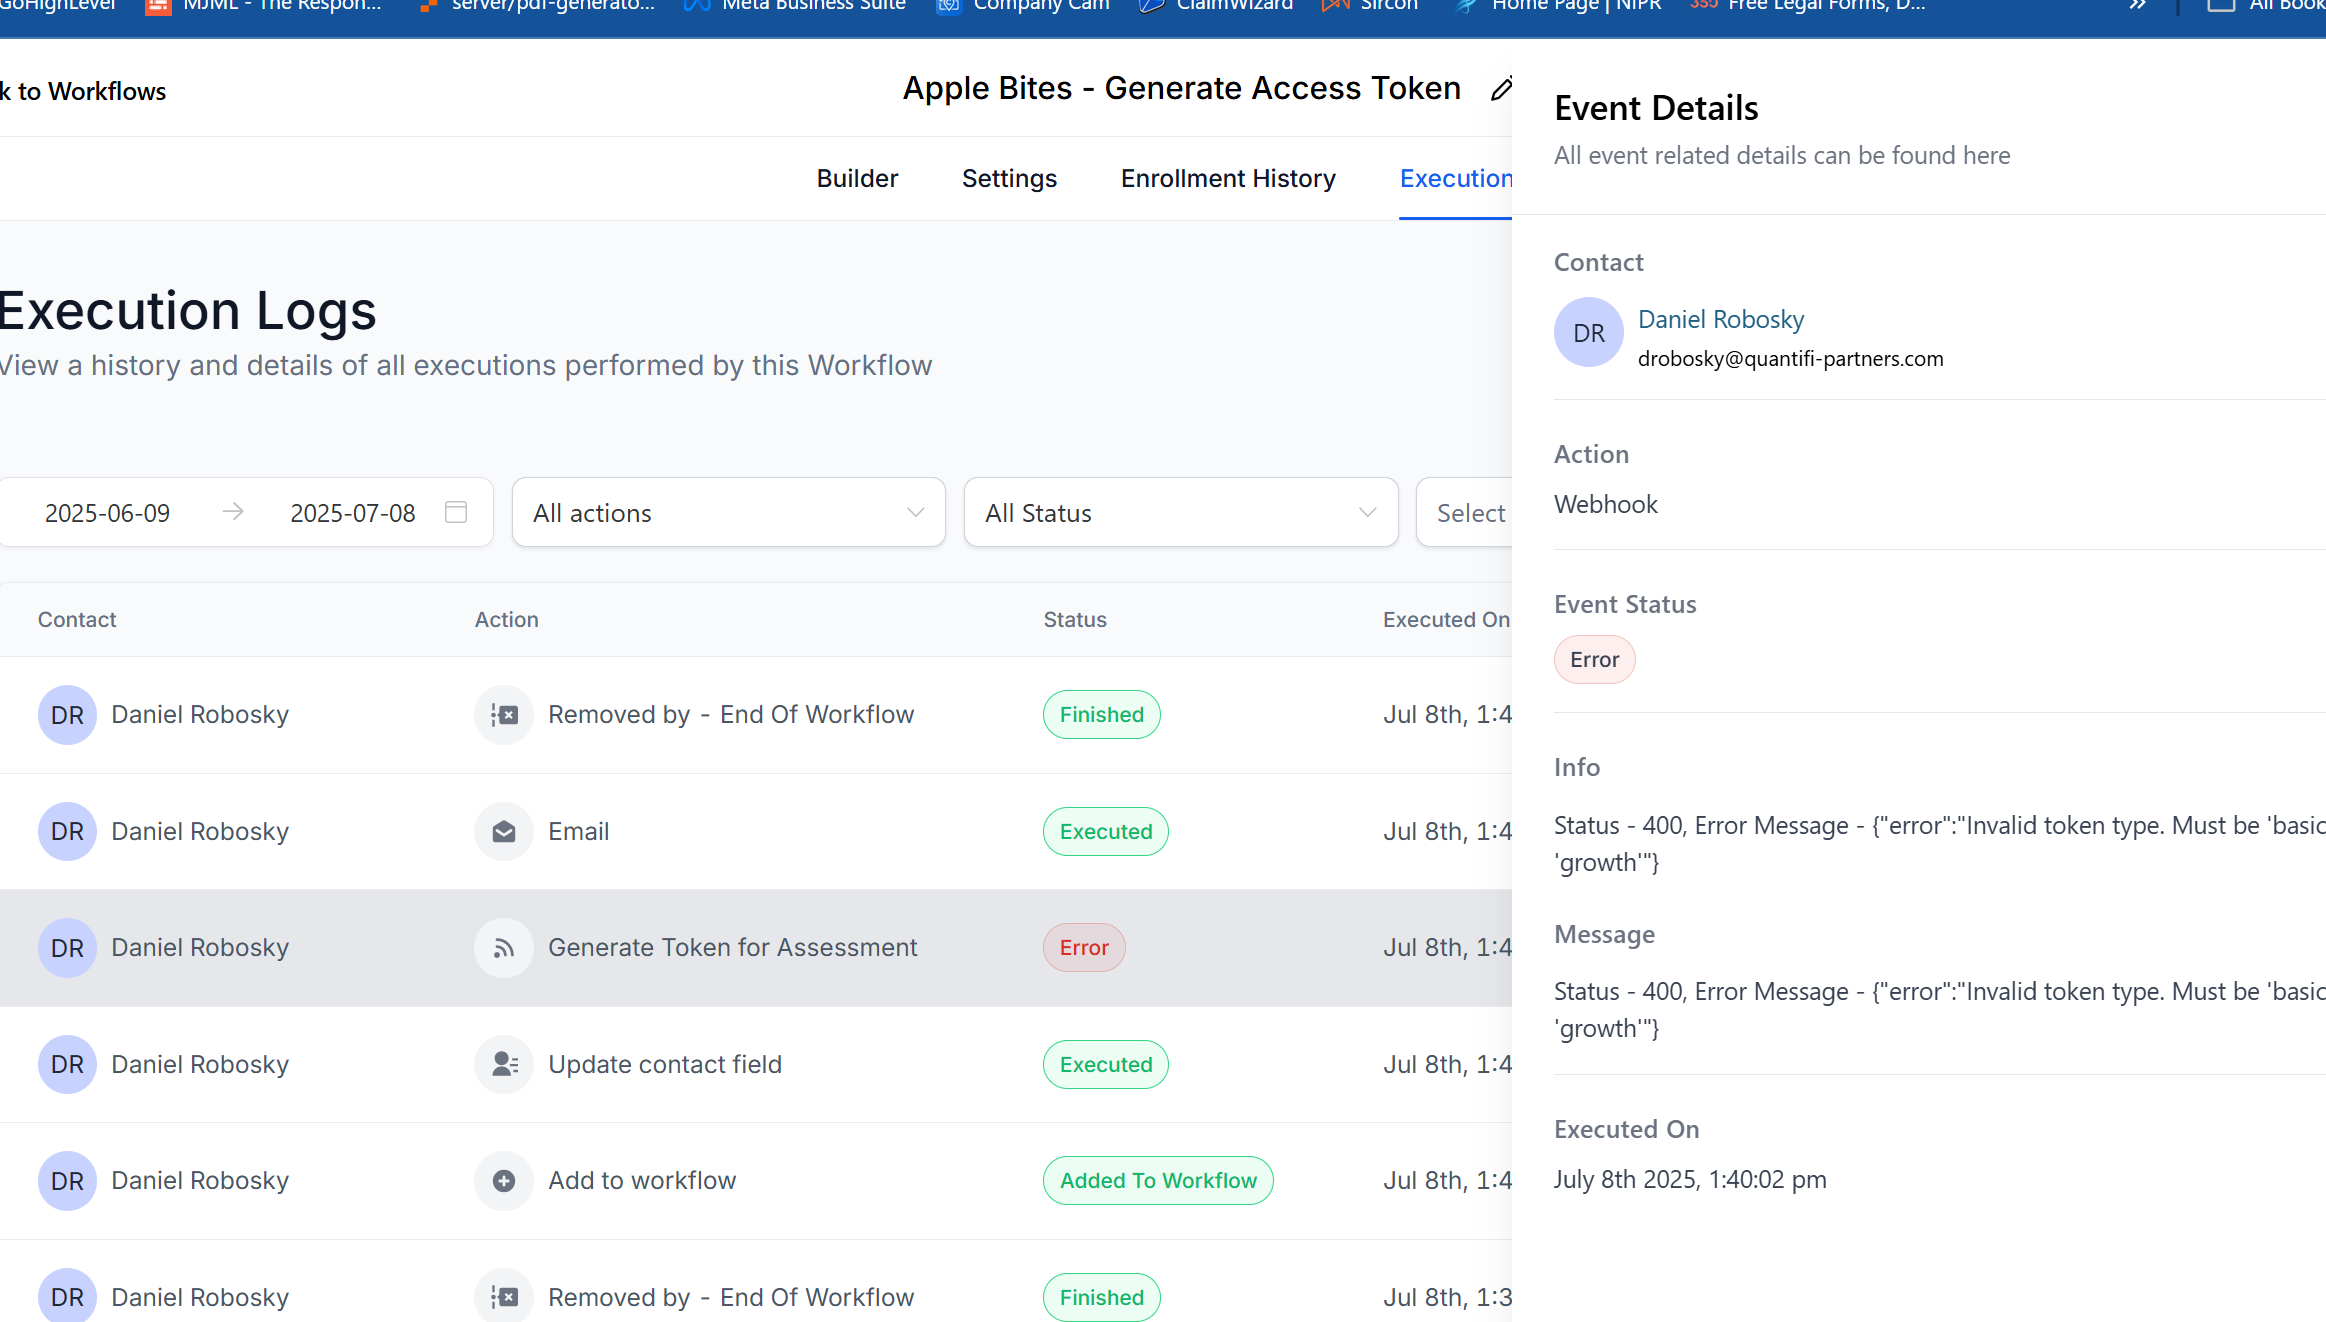 GoHighLevel MJML - The Respon... server/pdf-generato... Meta Business Suite Company Cam ClaimWizard Sircon Home Page | NIPR 355 Free Legal Forms, D... » All Book
k to Workflows
Apple Bites - Generate Access Token
Builder Settings Enrollment History Execution
Execution Logs
View a history and details of all executions performed by this Workflow
2025-06-09 → 2025-07-08 All actions All Status Select
Contact Action Status Executed On
DR Daniel Robosky Removed by - End Of Workflow Finished Jul 8th, 1:4
DR Daniel Robosky Email Executed Jul 8th, 1:4
DR Daniel Robosky Generate Token for Assessment Error Jul 8th, 1:4
DR Daniel Robosky Update contact field Executed Jul 8th, 1:4
DR Daniel Robosky Add to workflow Added To Workflow Jul 8th, 1:4
DR Daniel Robosky Removed by - End Of Workflow Finished Jul 8th, 1:3
Event Details
All event related details can be found here
Contact
DR
Daniel Robosky
drobosky@quantifi-partners.com
Action
Webhook
Event Status
Error
Info
Status - 400, Error Message - {"error":"Invalid token type. Must be 'basic
'growth'"}
Message
Status - 400, Error Message - {"error":"Invalid token type. Must be 'basic
'growth'"}
Executed On
July 8th 2025, 1:40:02 pm